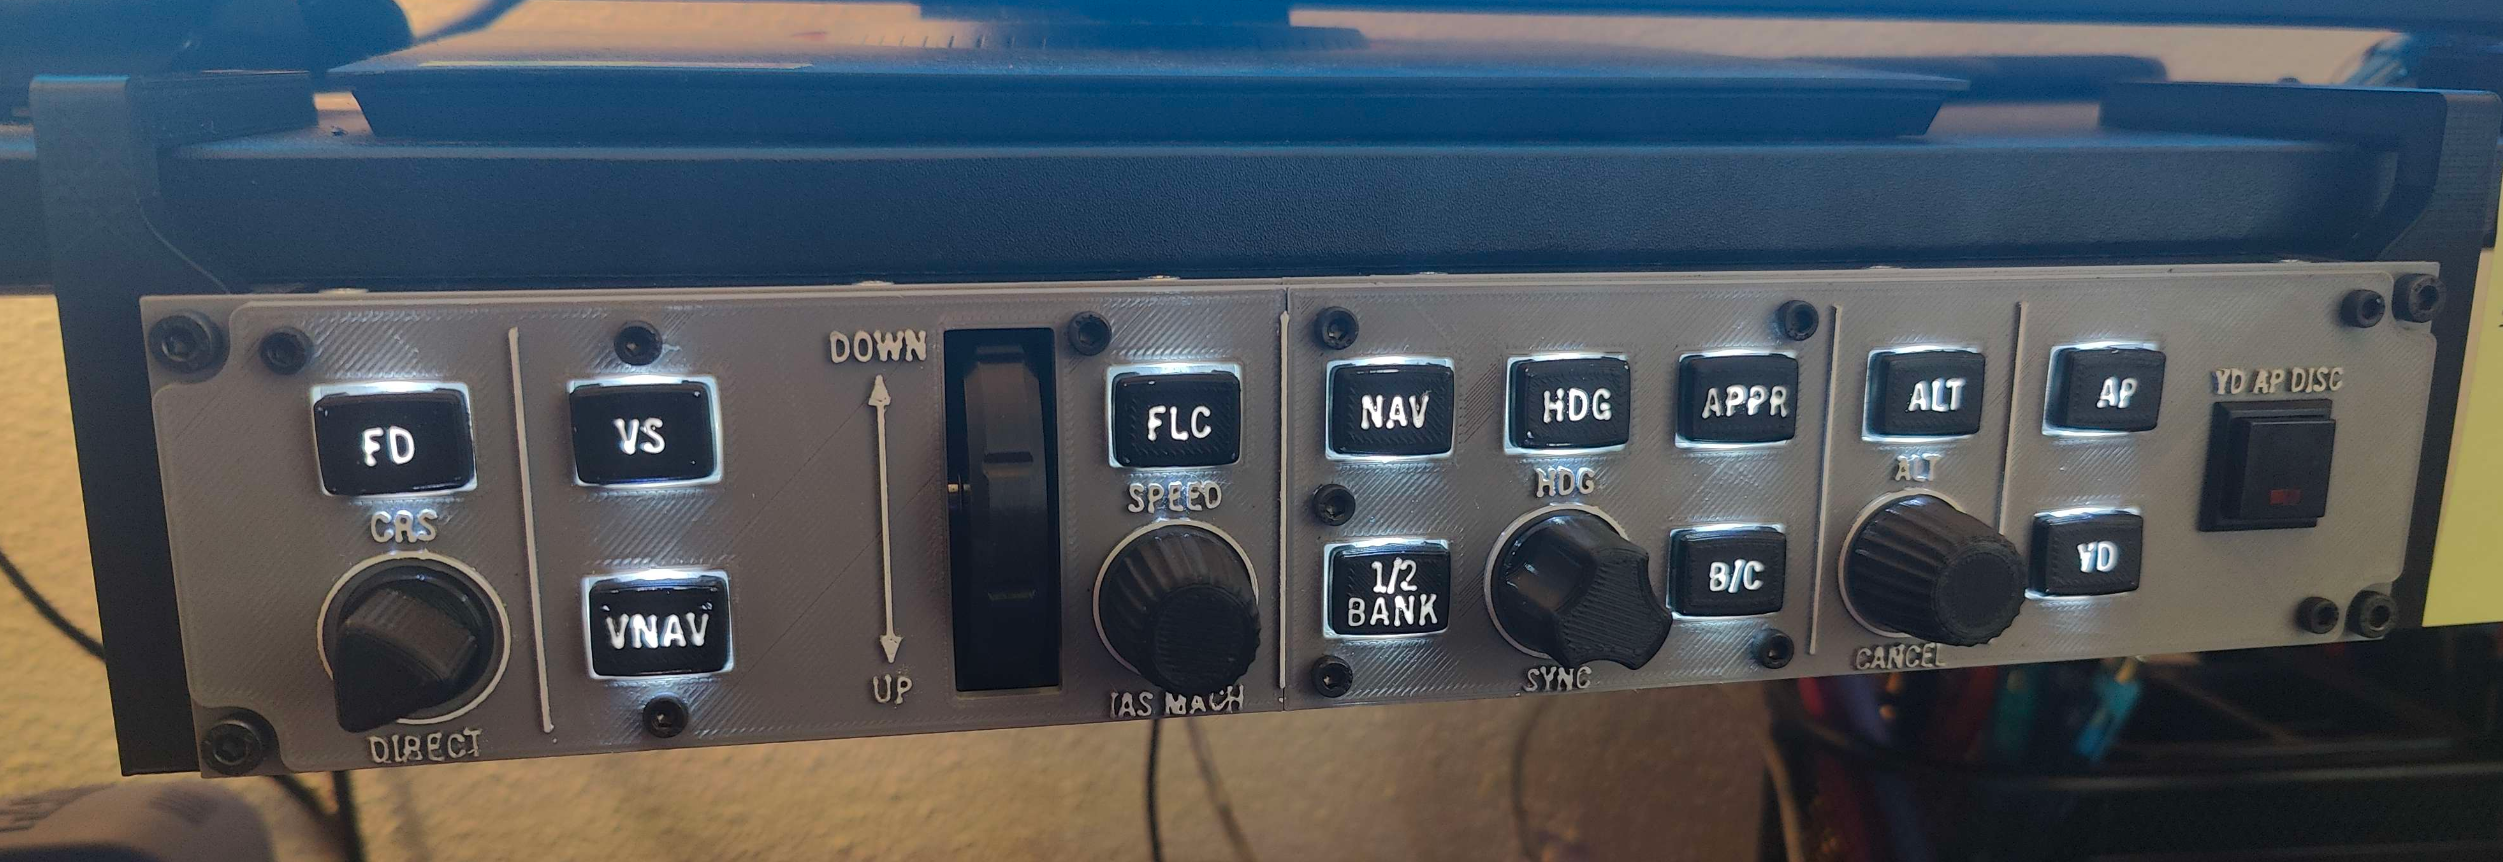 FD
CRS
DIRECT
VS
VNAV
DOWN
UP
FLC
SPEED
IAS MACH
NAV
1/2
BANK
HDG
HDG
SYNC
APPR
B/C
ALT
ALT
CANCEL
AP
YD
YD AP DISC